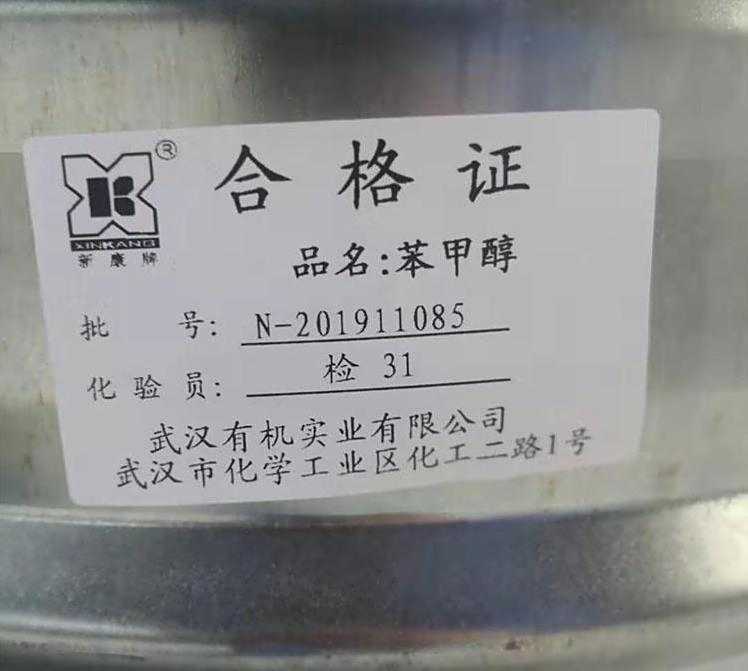 ®
合格证
XINKANG
新康牌
品名:苯甲醇
批号: N-201911085
化验员: 检 31
武汉有机实业有限公司
武汉市化学工业区化工二路1号